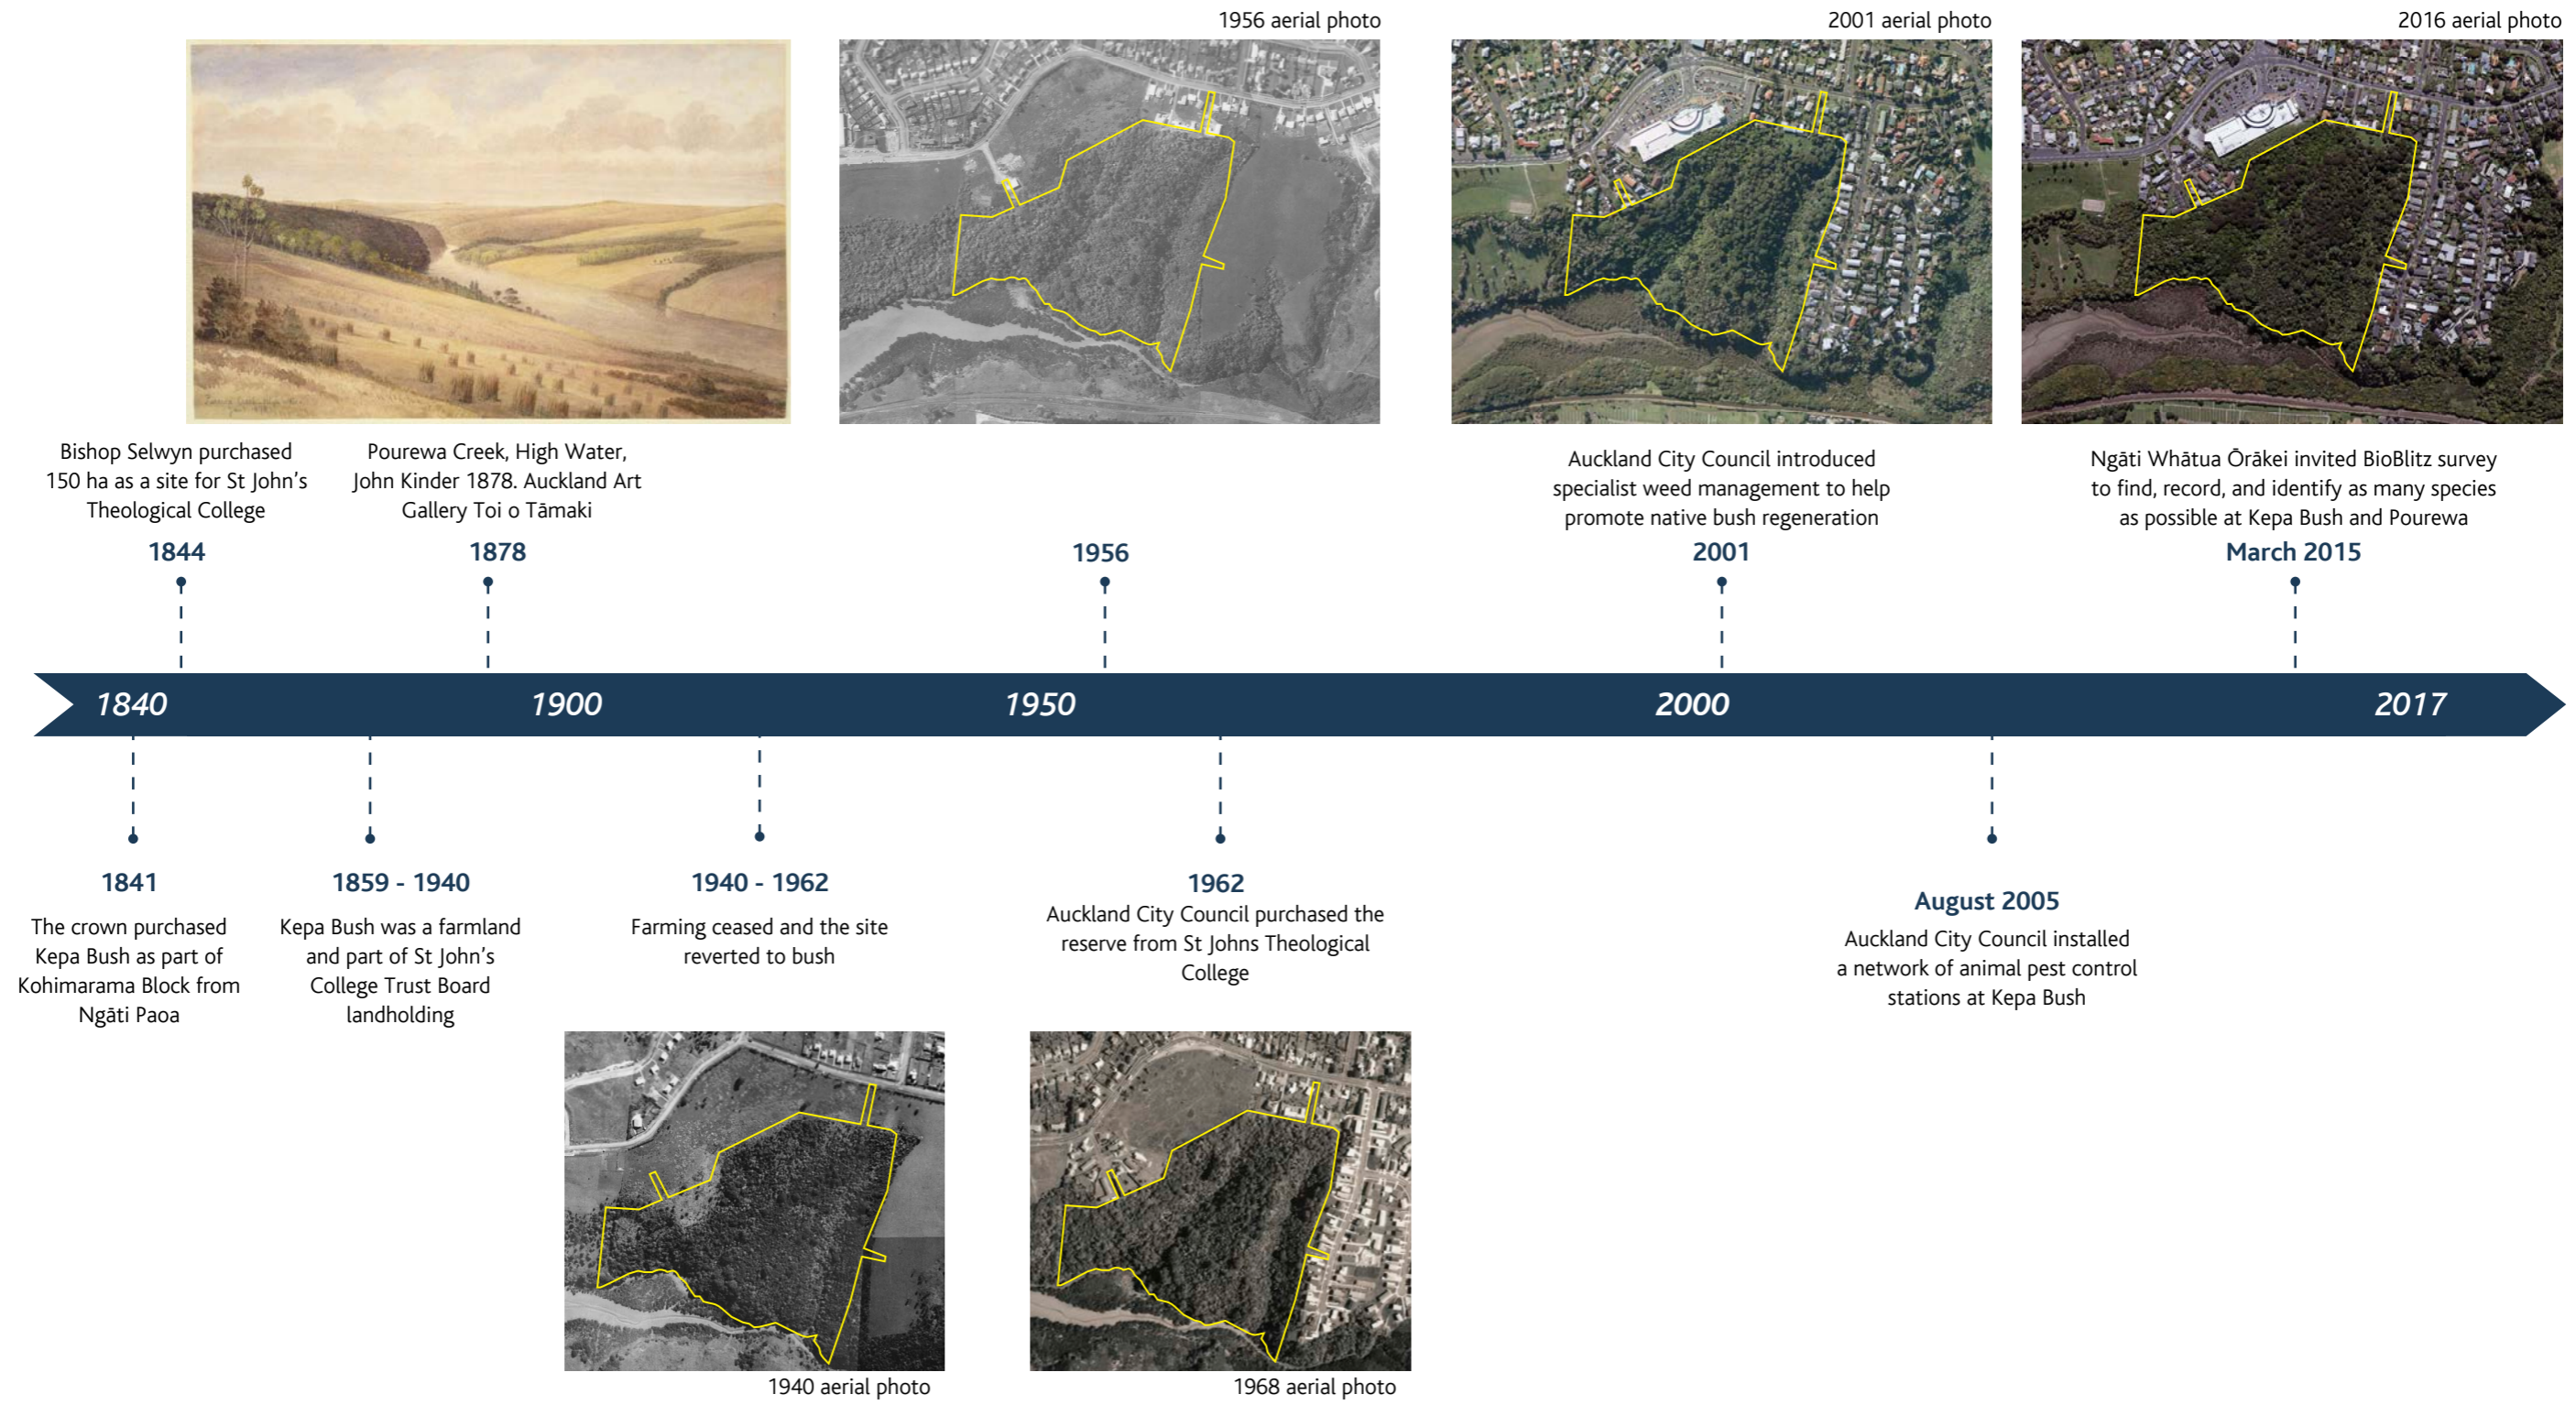 1956 aerial photo
2001 aerial photo
2016 aerial photo
Bishop Selwyn purchased
150 ha as a site for St John's
Theological College
1844
Pourewa Creek, High Water,
John Kinder 1878. Auckland Art
Gallery Toi o Tāmaki
1878
1956
Auckland City Council introduced
specialist weed management to help
promote native bush regeneration
2001
Ngāti Whātua Ōrākei invited BioBlitz survey
to find, record, and identify as many species
as possible at Kepa Bush and Pourewa
March 2015
1840
1900
1950
2000
2017
1841
The crown purchased
Kepa Bush as part of
Kohimarama Block from
Ngāti Paoa
1859 - 1940
Kepa Bush was a farmland
and part of St John's
College Trust Board
landholding
1940 - 1962
Farming ceased and the site
reverted to bush
1962
Auckland City Council purchased the
reserve from St Johns Theological
College
August 2005
Auckland City Council installed
a network of animal pest control
stations at Kepa Bush
1940 aerial photo
1968 aerial photo